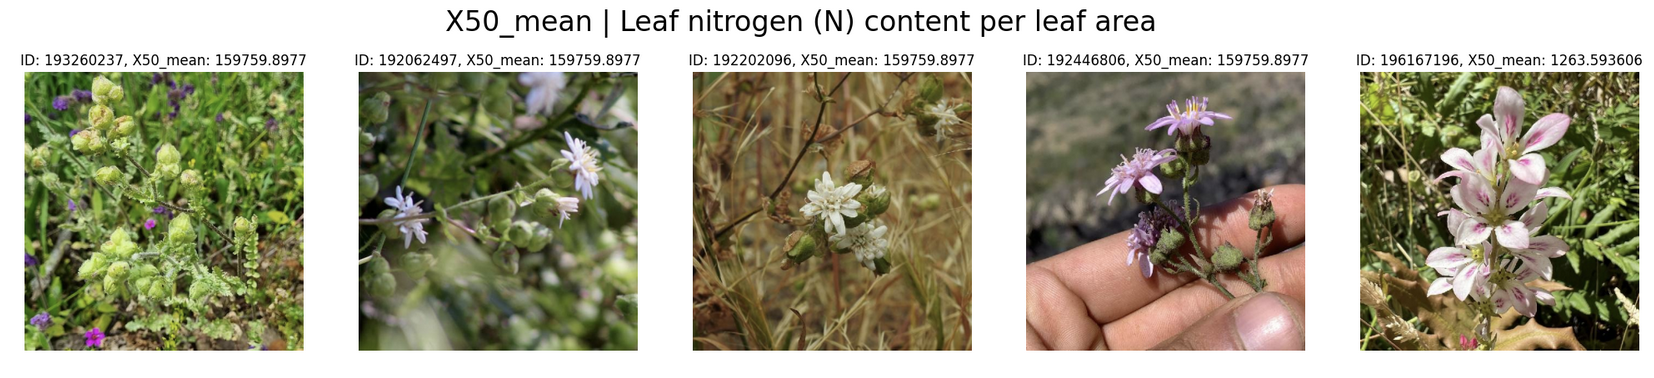 X50_mean | Leaf nitrogen (N) content per leaf area
ID: 193260237, X50_mean: 159759.8977
ID: 192062497, X50_mean: 159759.8977
ID: 192202096, X50_mean: 159759.8977
ID: 192446806, X50_mean: 159759.8977
ID: 196167196, X50_mean: 1263.593606